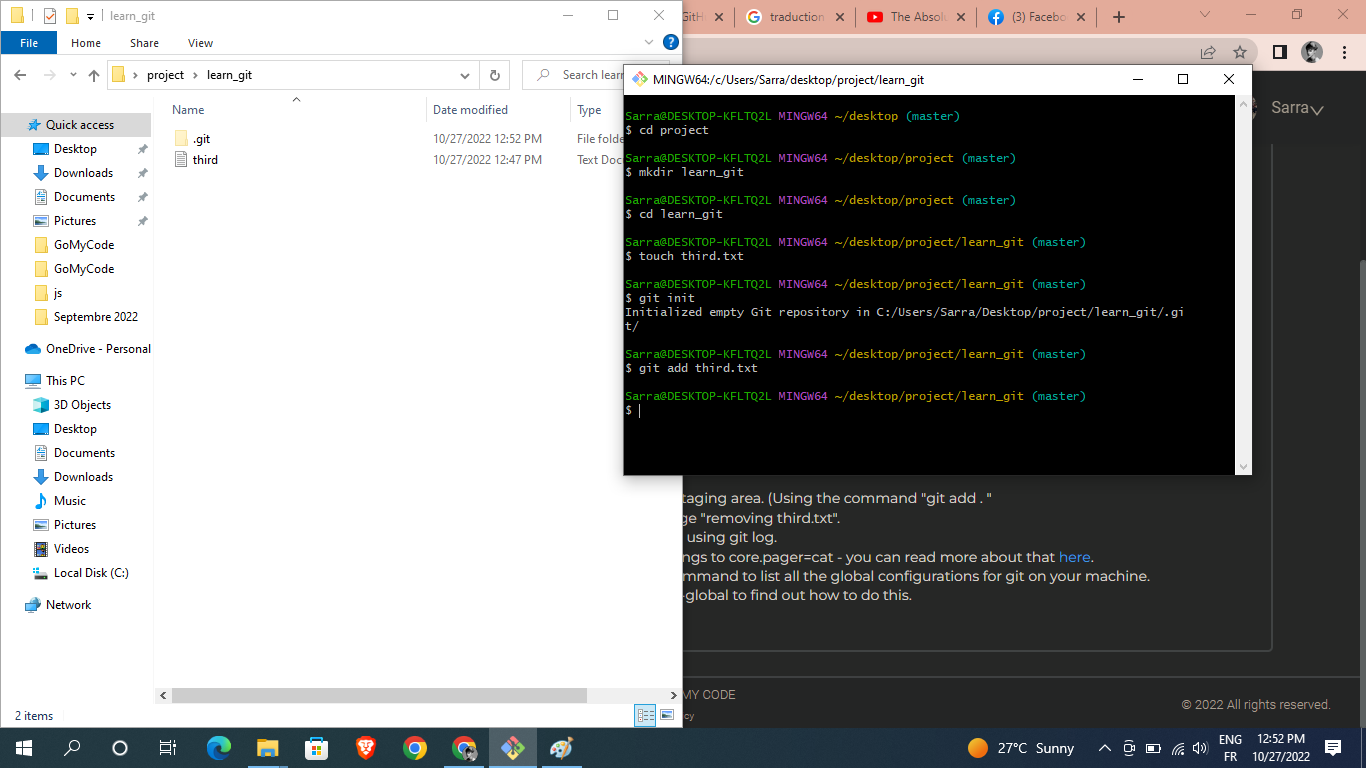 learn_git
File
Home
Share
View
project
learn_git
Search learn
Name
Date modified
Type
Quick access
Desktop
Downloads
Documents
Pictures
GoMyCode
GoMyCode
js
Septembre 2022
OneDrive - Personal
This PC
3D Objects
Desktop
Documents
Downloads
Music
Pictures
Videos
Local Disk (C:)
Network
.git
10/27/2022 12:52 PM
File folde
third
10/27/2022 12:47 PM
Text Doc
2 items
GitH
traduction
The Absolu
(3) Facebo
Sarra
MINGW64:/c/Users/Sarra/desktop/project/learn_git
Sarra@DESKTOP-KFLTQ2L MINGW64 ~/desktop (master)
$ cd project
Sarra@DESKTOP-KFLTQ2L MINGW64 ~/desktop/project (master)
$ mkdir learn_git
Sarra@DESKTOP-KFLTQ2L MINGW64 ~/desktop/project (master)
$ cd learn_git
Sarra@DESKTOP-KFLTQ2L MINGW64 ~/desktop/project/learn_git (master)
$ touch third.txt
Sarra@DESKTOP-KFLTQ2L MINGW64 ~/desktop/project/learn_git (master)
$ git init
Initialized empty Git repository in C:/Users/Sarra/Desktop/project/learn_git/.gi
t/
Sarra@DESKTOP-KFLTQ2L MINGW64 ~/desktop/project/learn_git (master)
$ git add third.txt
Sarra@DESKTOP-KFLTQ2L MINGW64 ~/desktop/project/learn_git (master)
$
taging area. (Using the command "git add . "
ge "removing third.txt".
using git log.
ngs to core.pager=cat - you can read more about that here.
mmand to list all the global configurations for git on your machine.
-global to find out how to do this.
MY CODE
cy
© 2022 All rights reserved.
27°C Sunny
ENG
FR
12:52 PM
10/27/2022